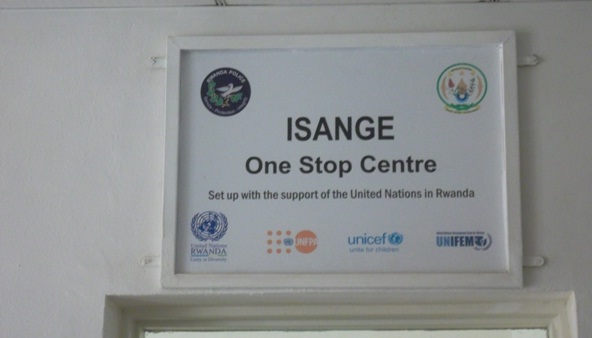 RWANDA POLICE
ISANGE
One Stop Centre
Set up with the support of the United Nations in Rwanda
United Nations
RWANDA
UNFPA
unicef
unite for children
UNIFEM